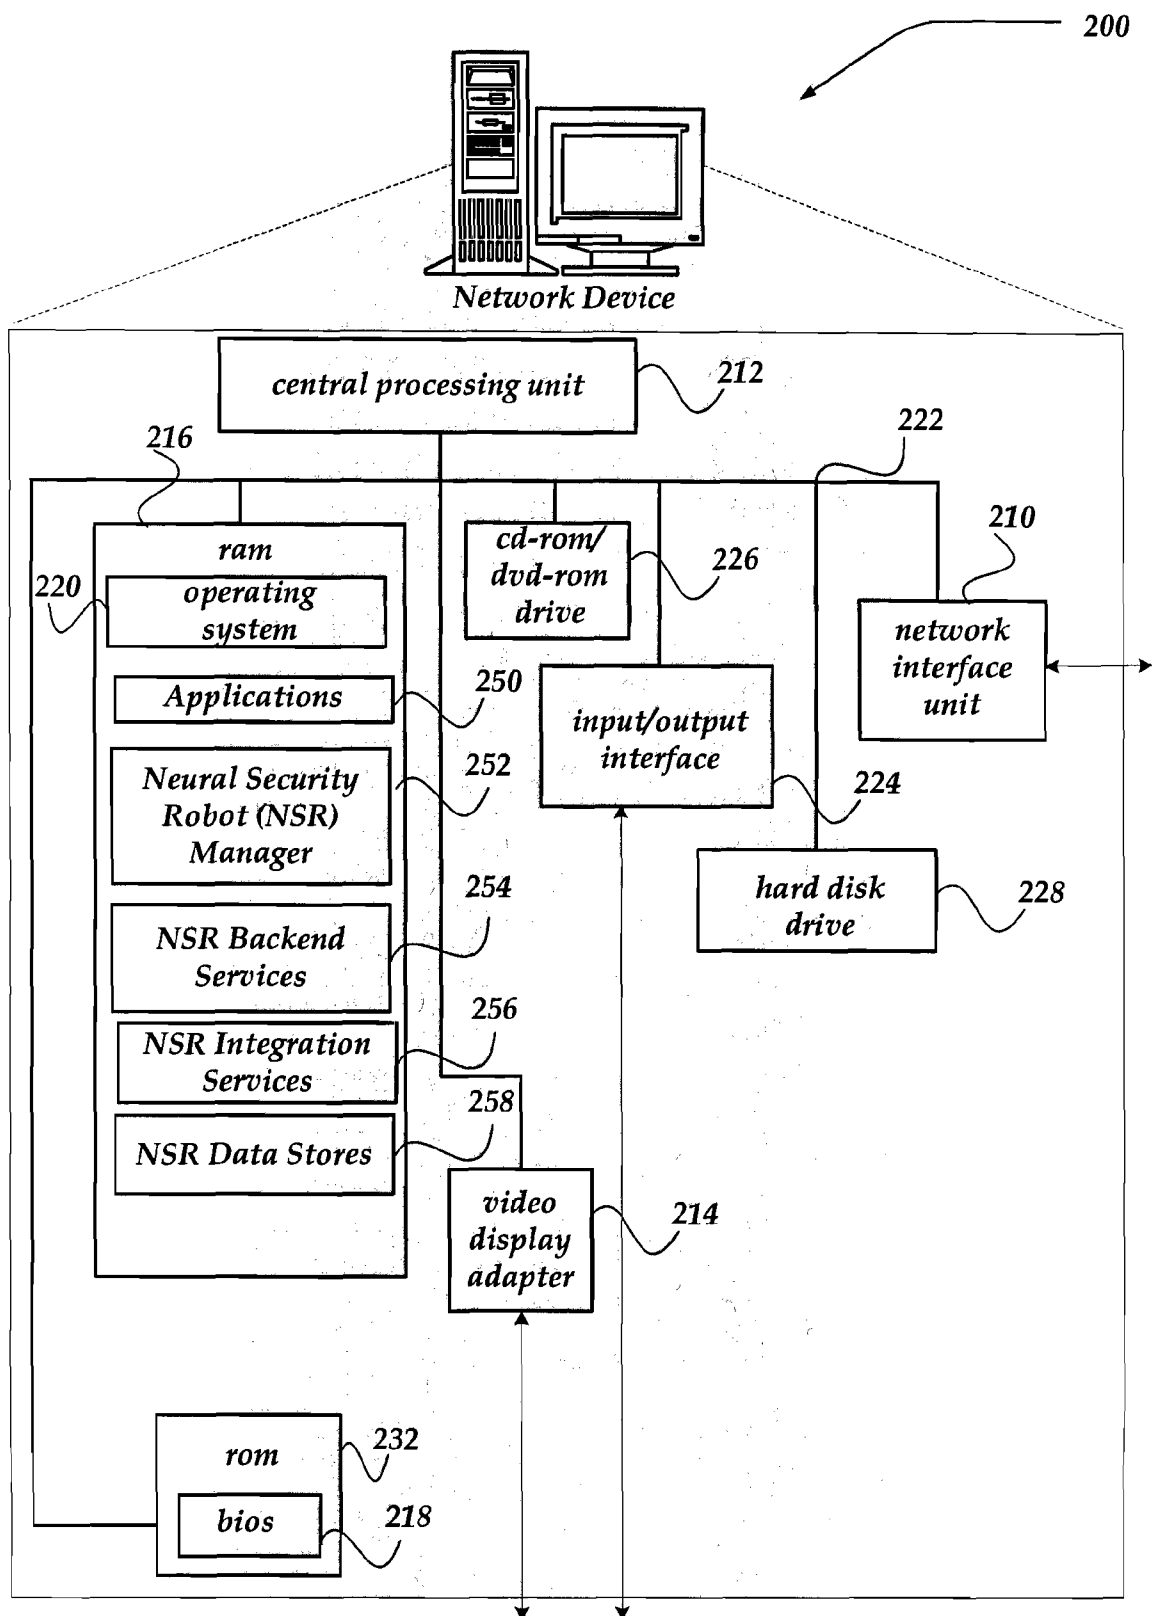 200
Network Device
central processing unit
212
216
222
ram
220
operating
system
cd-rom/
dvd-rom
drive
226
210
network
interface
unit
Applications
250
input/output
interface
224
Neural Security
Robot (NSR)
Manager
252
hard disk
drive
228
NSR Backend
Services
254
NSR Integration
Services
256
NSR Data Stores
258
video
display
adapter
214
rom
232
bios
218